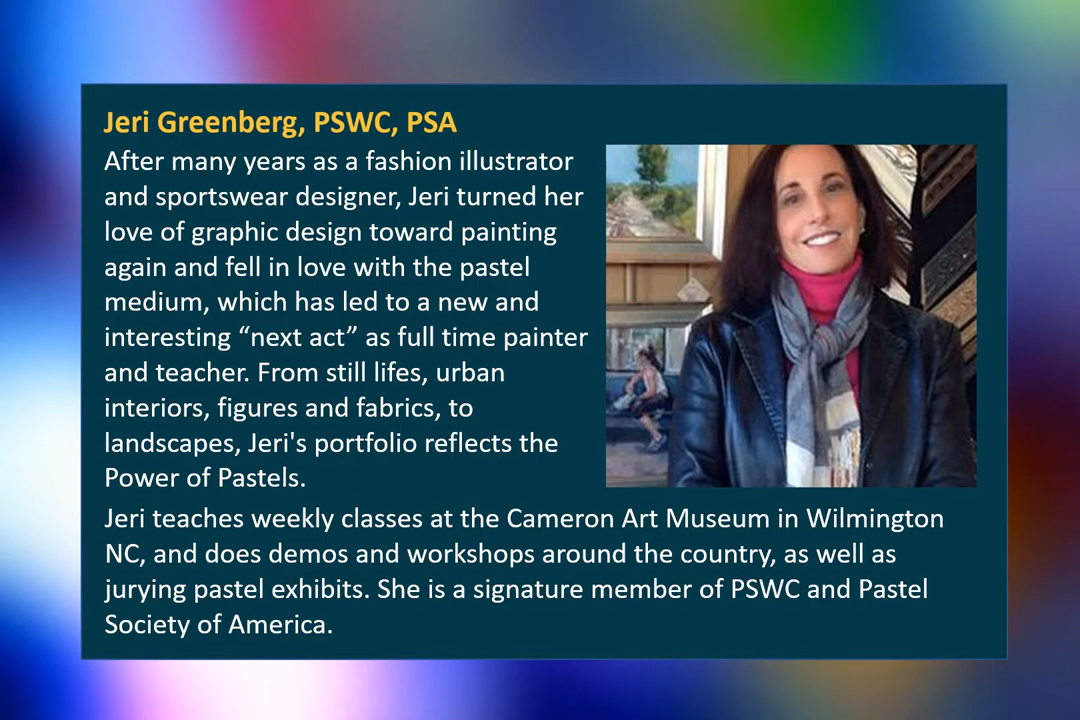 Jeri Greenberg, PSWC, PSA
After many years as a fashion illustrator
and sportswear designer, Jeri turned her
love of graphic design toward painting
again and fell in love with the pastel
medium, which has led to a new and
interesting “next act” as full time painter
and teacher. From still lifes, urban
interiors, figures and fabrics, to
landscapes, Jeri's portfolio reflects the
Power of Pastels.
Jeri teaches weekly classes at the Cameron Art Museum in Wilmington
NC, and does demos and workshops around the country, as well as
jurying pastel exhibits. She is a signature member of PSWC and Pastel
Society of America.